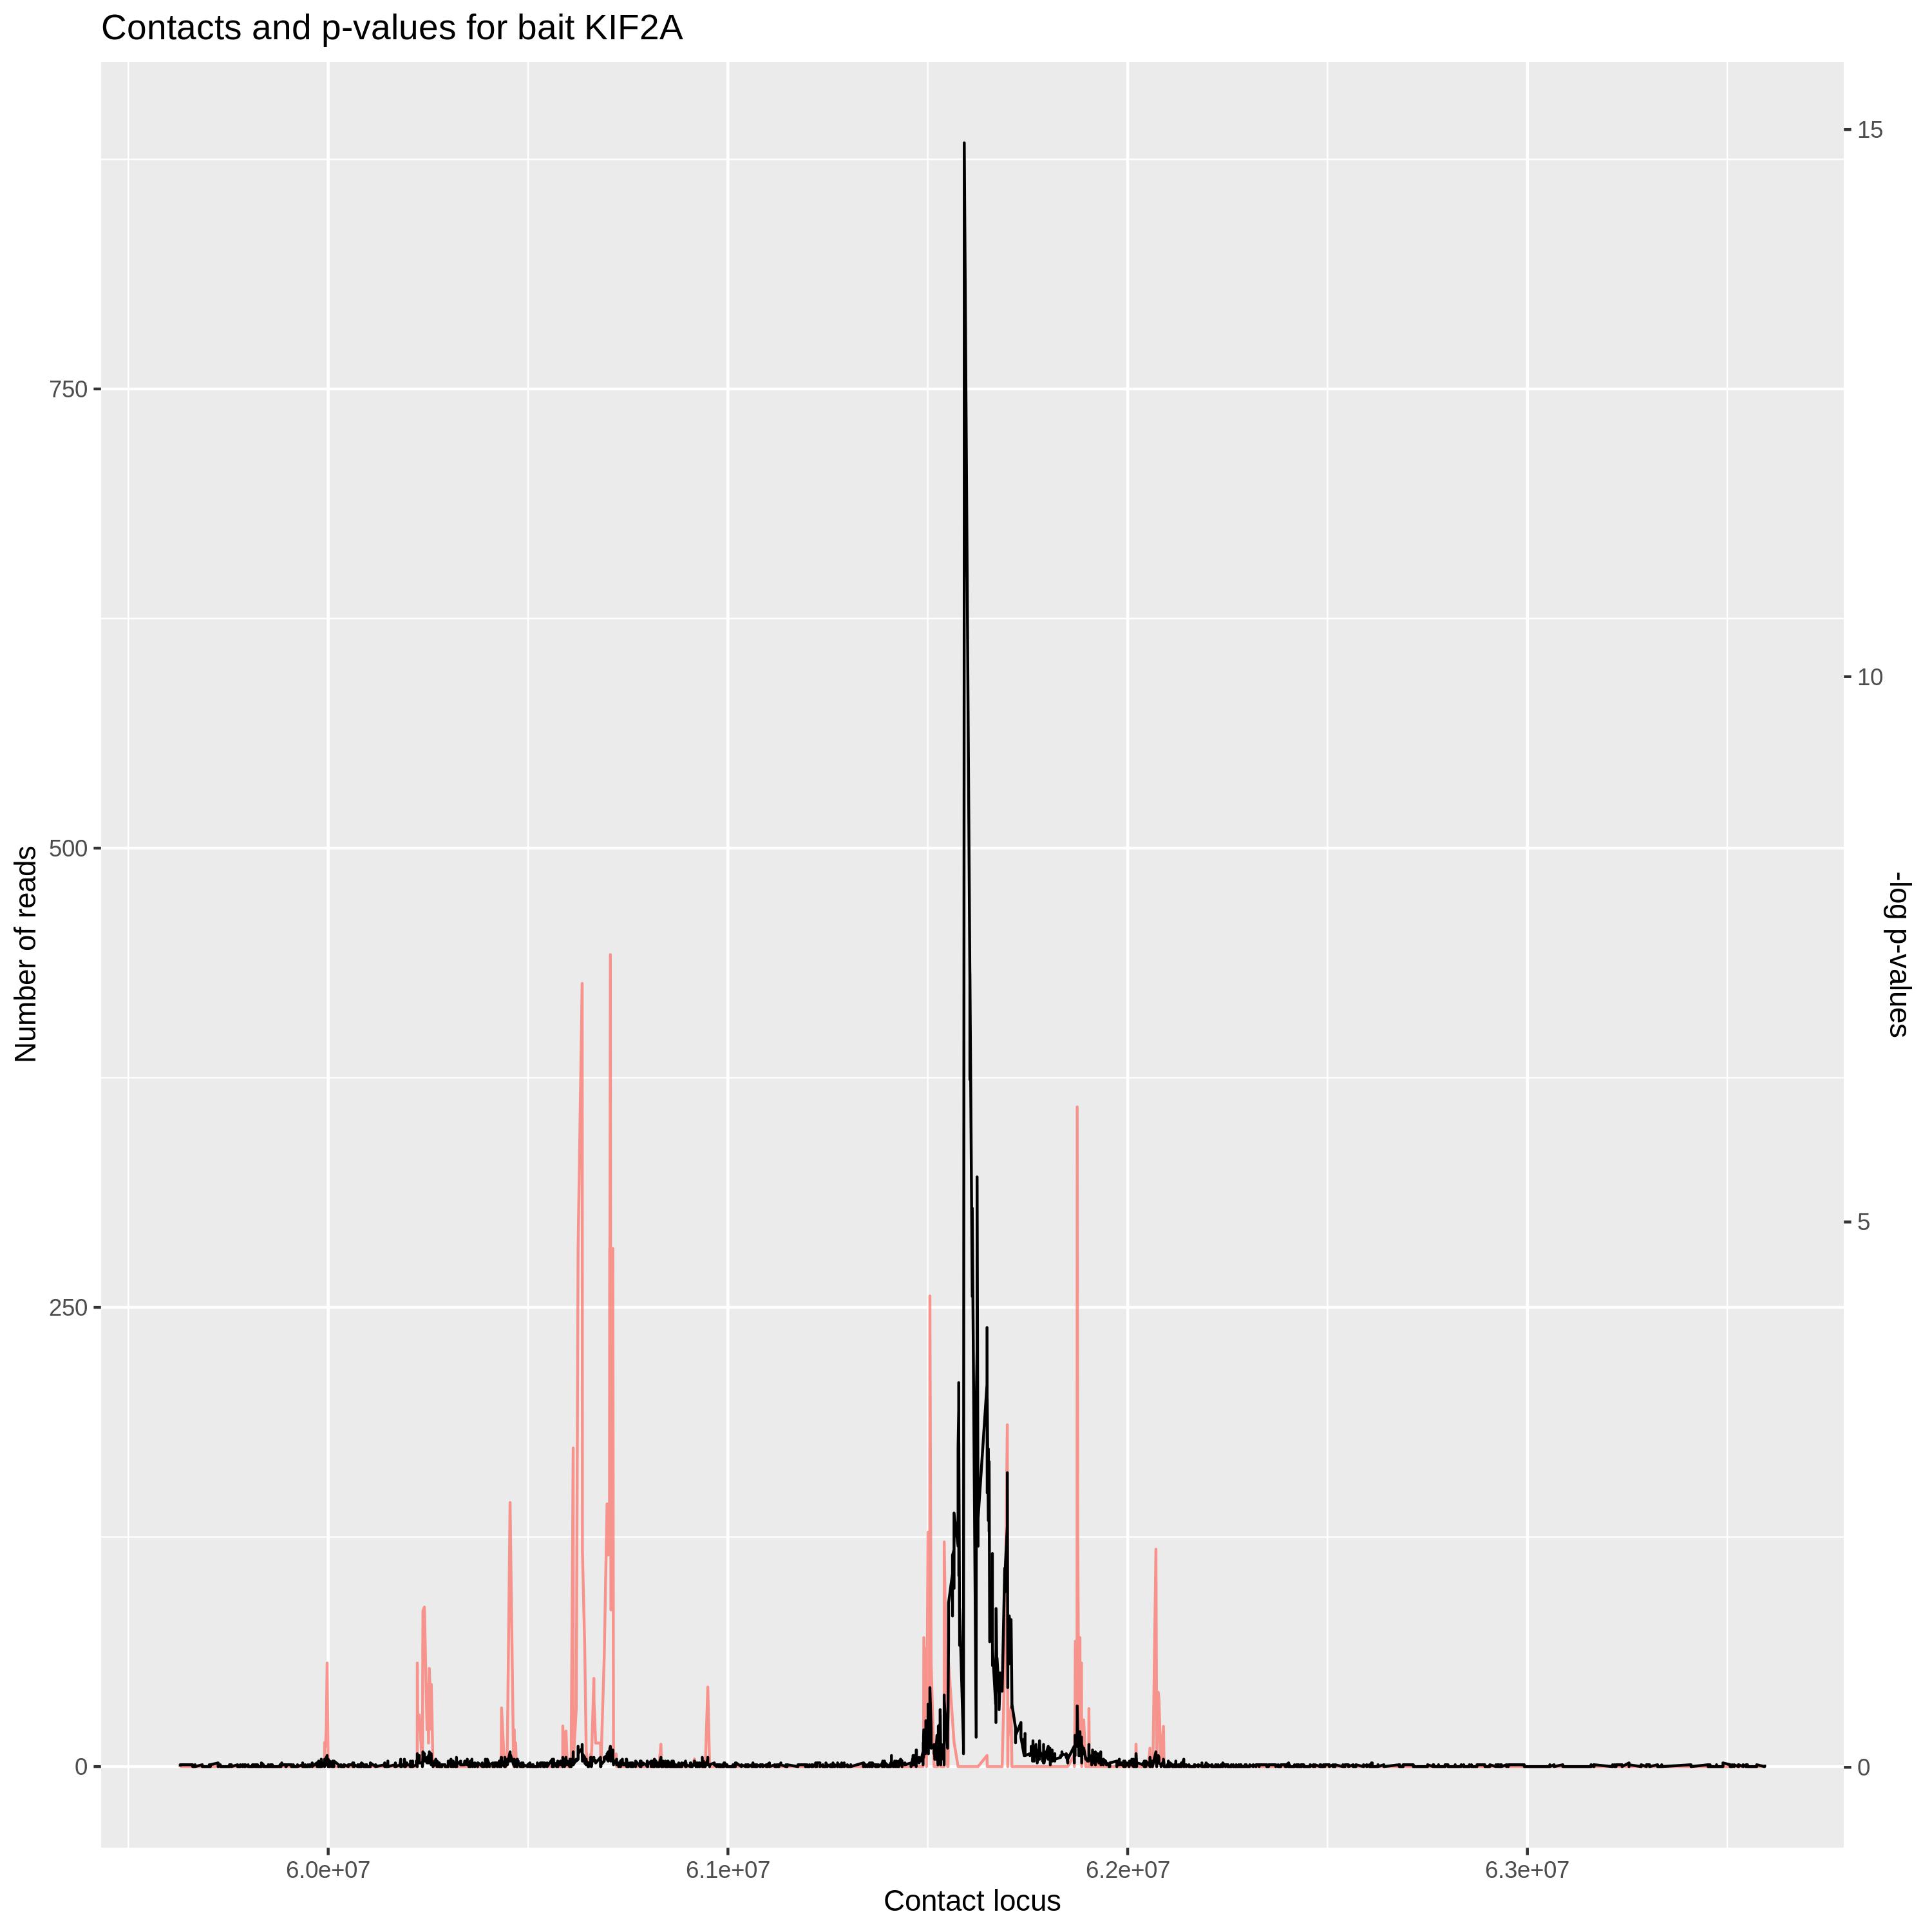 Contacts and p-values for bait KIF2A
Number of reads
750
500
250
0
15
10
5
0
-log p-values
6.0e+07
6.1e+07
6.2e+07
6.3e+07
Contact locus